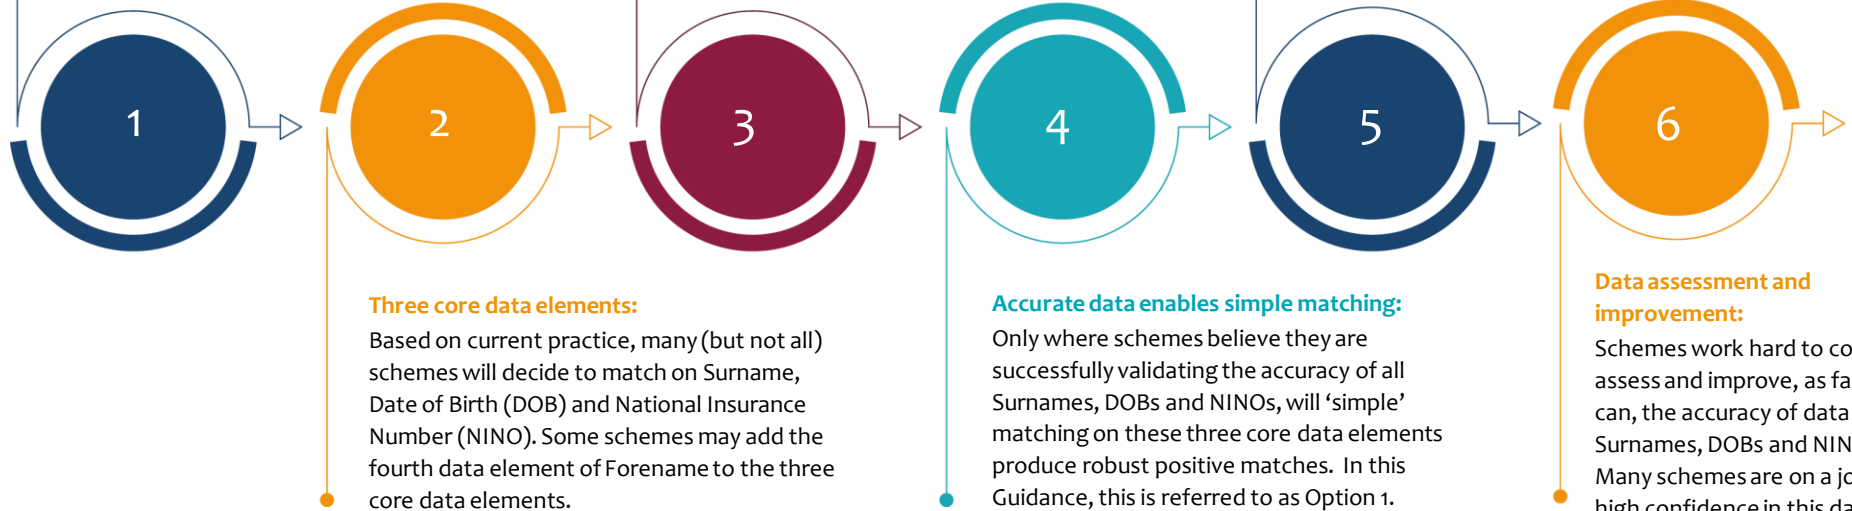 1
2
3
4
5
6
Three core data elements:
Based on current practice, many (but not all)
schemes will decide to match on Surname,
Date of Birth (DOB) and National Insurance
Number (NINO). Some schemes may add the
fourth data element of Forename to the three
core data elements.
Accurate data enables simple matching:
Only where schemes believe they are
successfully validating the accuracy of all
Surnames, DOBs and NINOs, will ‘simple’
matching on these three core data elements
produce robust positive matches. In this
Guidance, this is referred to as Option 1.
Data assessment and
improvement:
Schemes work hard to
assess and improve, as
can, the accuracy of data
Surnames, DOBs and
Many schemes are on a
high confidence in this